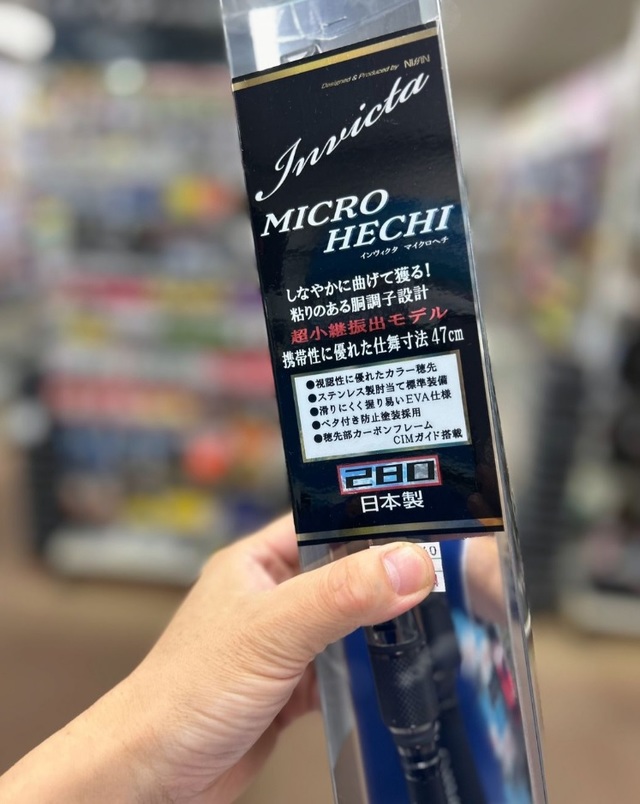 Designed & Produced by
Invicta
MICRO
HECHI
インヴィクタ マイクロヘチ
しなやかに曲げて獲る!
粘りのある胴調子設計
超小継振出モデル
携帯性に優れた仕舞寸法47cm
●視認性に優れたカラー穂先
●ステンレス製肘当て標準装備
●滑りにくく握り易いEVA仕様
●ベタ付き防止塗装採用
●穂先部カーボンフレーム
CIMガイド搭載
280
日本製